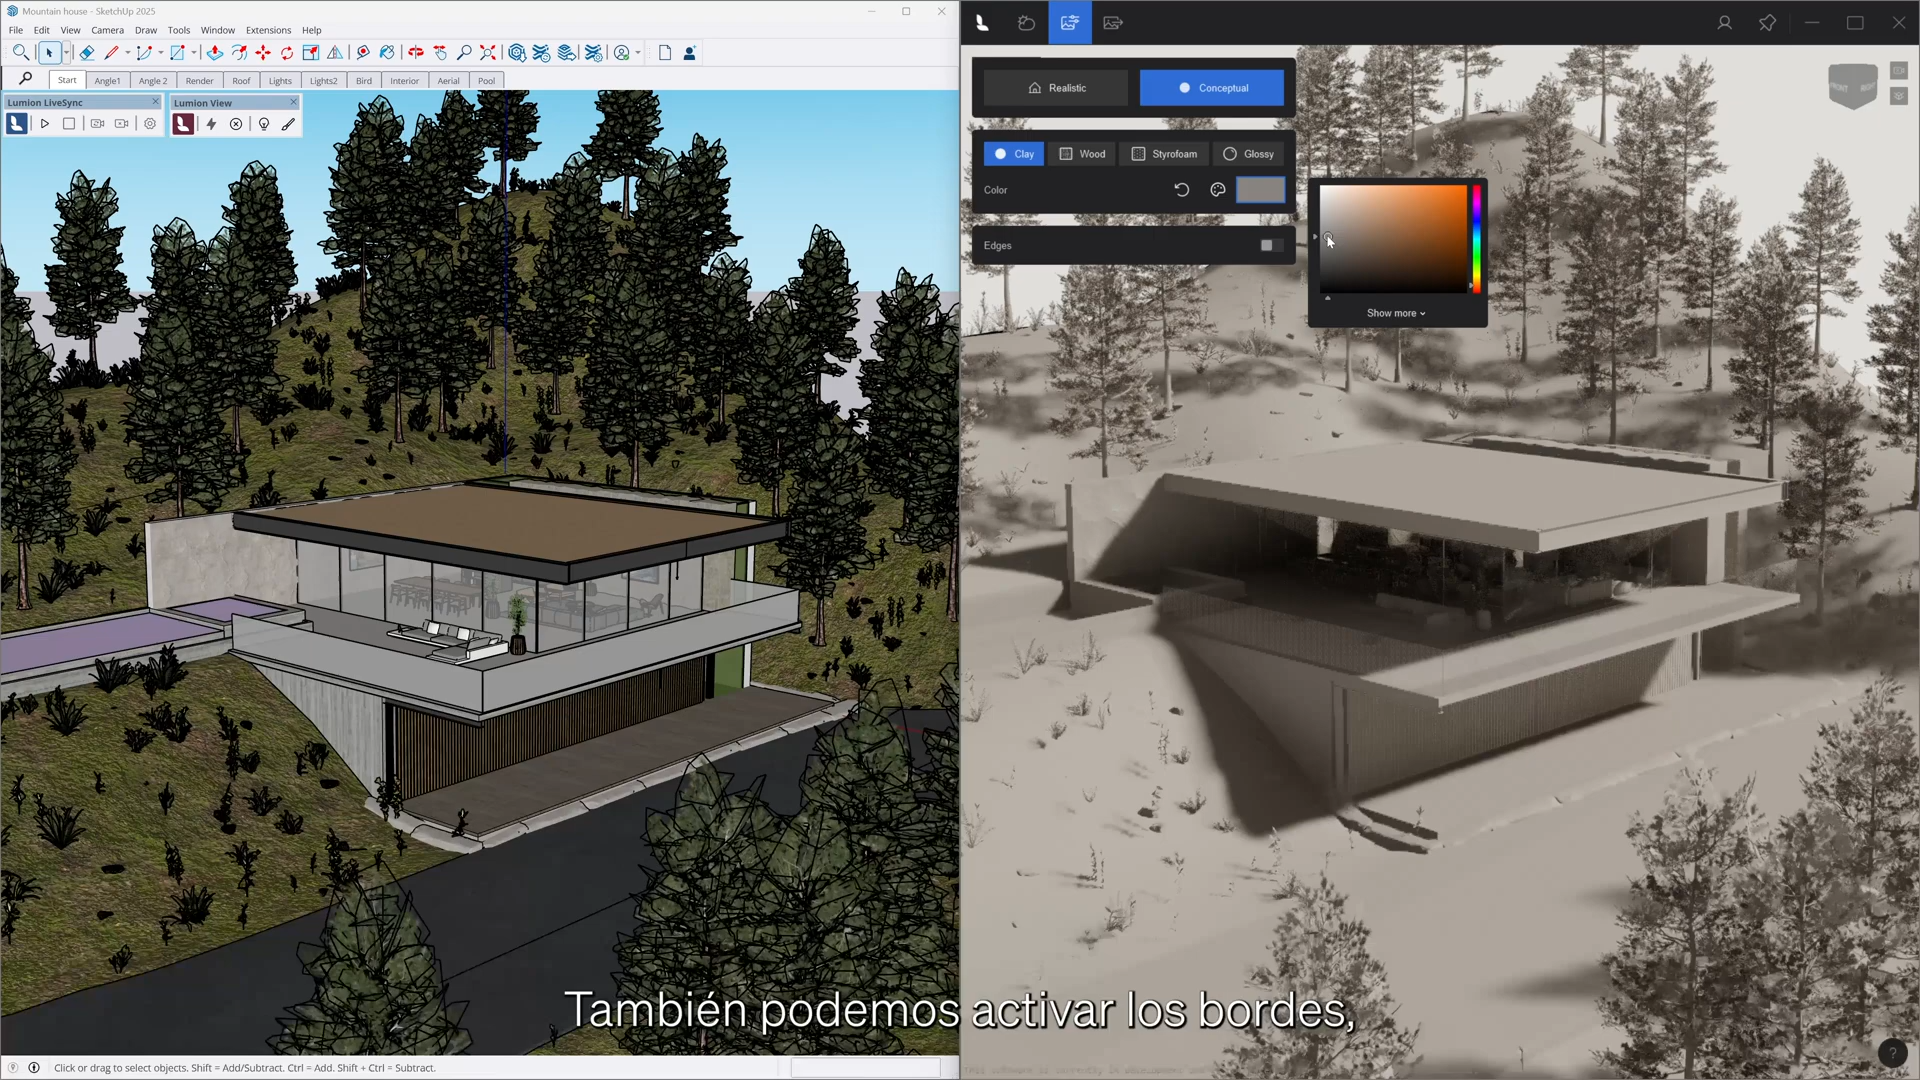 Mountain house - SketchUp 2025
File Edit View Camera Draw Tools Window Extensions Help
Start Angle1 Angle 2 Render Roof Lights Lights2 Bird Interior Aerial Pool
Lumion LiveSync
Lumion View
Realistic Conceptual
Clay Wood Styrofoam Glossy
Color
Edges
Show more
FRONT RIGHT
También podemos activar los bordes,
Click or drag to select objects. Shift = Add/Subtract. Ctrl = Add. Shift + Ctrl = Subtract.
?